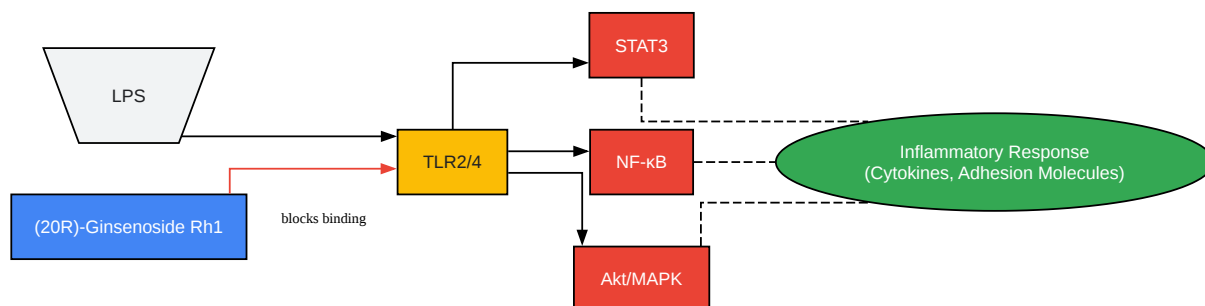 STAT3
LPS
TLR2/4
NF-κB
Inflammatory Response
(Cytokines, Adhesion Molecules)
(20R)-Ginsenoside Rh1
blocks binding
Akt/MAPK